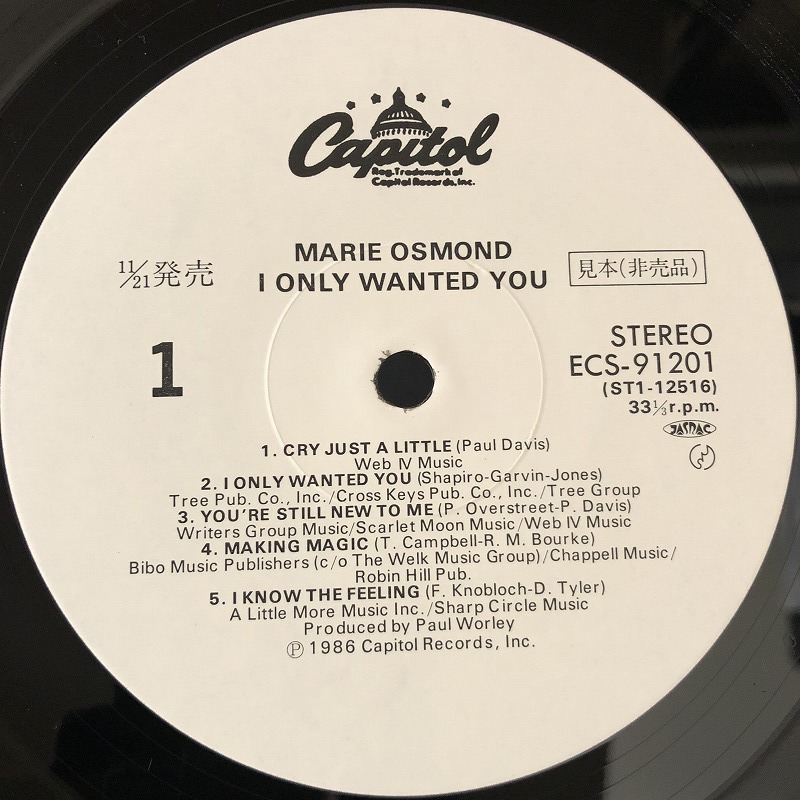 Capitol
Reg. Trademark of
Capitol Records, Inc.
MARIE OSMOND
I ONLY WANTED YOU
11/21発売
見本(非売品)
1
STEREO
ECS-91201
(ST1-12516)
33⅓r.p.m.
JASRAC
1. CRY JUST A LITTLE (Paul Davis)
Web IV Music
2. I ONLY WANTED YOU (Shapiro-Garvin-Jones)
Tree Pub. Co., Inc./Cross Keys Pub. Co., Inc./Tree Group
3. YOU'RE STILL NEW TO ME (P. Overstreet-P. Davis)
Writers Group Music/Scarlet Moon Music/Web IV Music
4. MAKING MAGIC (T. Campbell-R. M. Bourke)
Bibo Music Publishers (c/o The Welk Music Group)/Chappell Music/
Robin Hill Pub.
5. I KNOW THE FEELING (F. Knobloch-D. Tyler)
A Little More Music Inc./Sharp Circle Music
Produced by Paul Worley
Ⓟ 1986 Capitol Records, Inc.